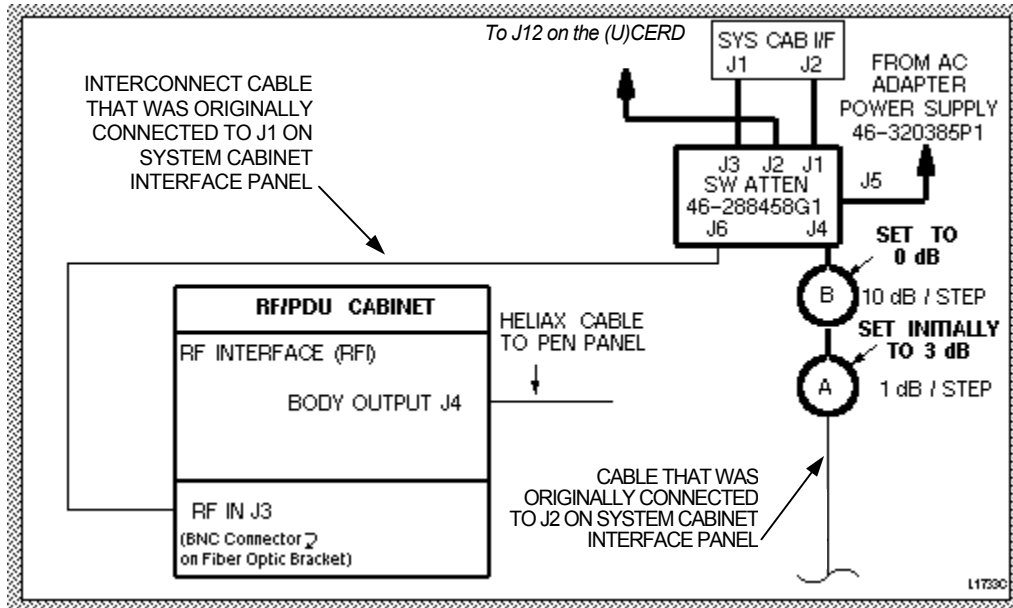 To J12 on the (U)CERD
SYS CAB I/F
J1 J2
FROM AC
ADAPTER
POWER SUPPLY
46-320385P1
INTERCONNECT CABLE
THAT WAS ORIGINALLY
CONNECTED TO J1 ON
SYSTEM CABINET
INTERFACE PANEL
J3 J2 J1
SW ATTEN
46-288458G1
J6 J4
J5
SET TO
0 dB
B
10 dB / STEP
SET INITIALLY
TO 3 dB
A
1 dB / STEP
RF/PDU CABINET
RF INTERFACE (RFI)
BODY OUTPUT J4
HELIAX CABLE
TO PEN PANEL
RF IN J3
(BNC Connector
on Fiber Optic Bracket)
CABLE THAT WAS
ORIGINALLY CONNECTED
TO J2 ON SYSTEM CABINET
INTERFACE PANEL
L1733C